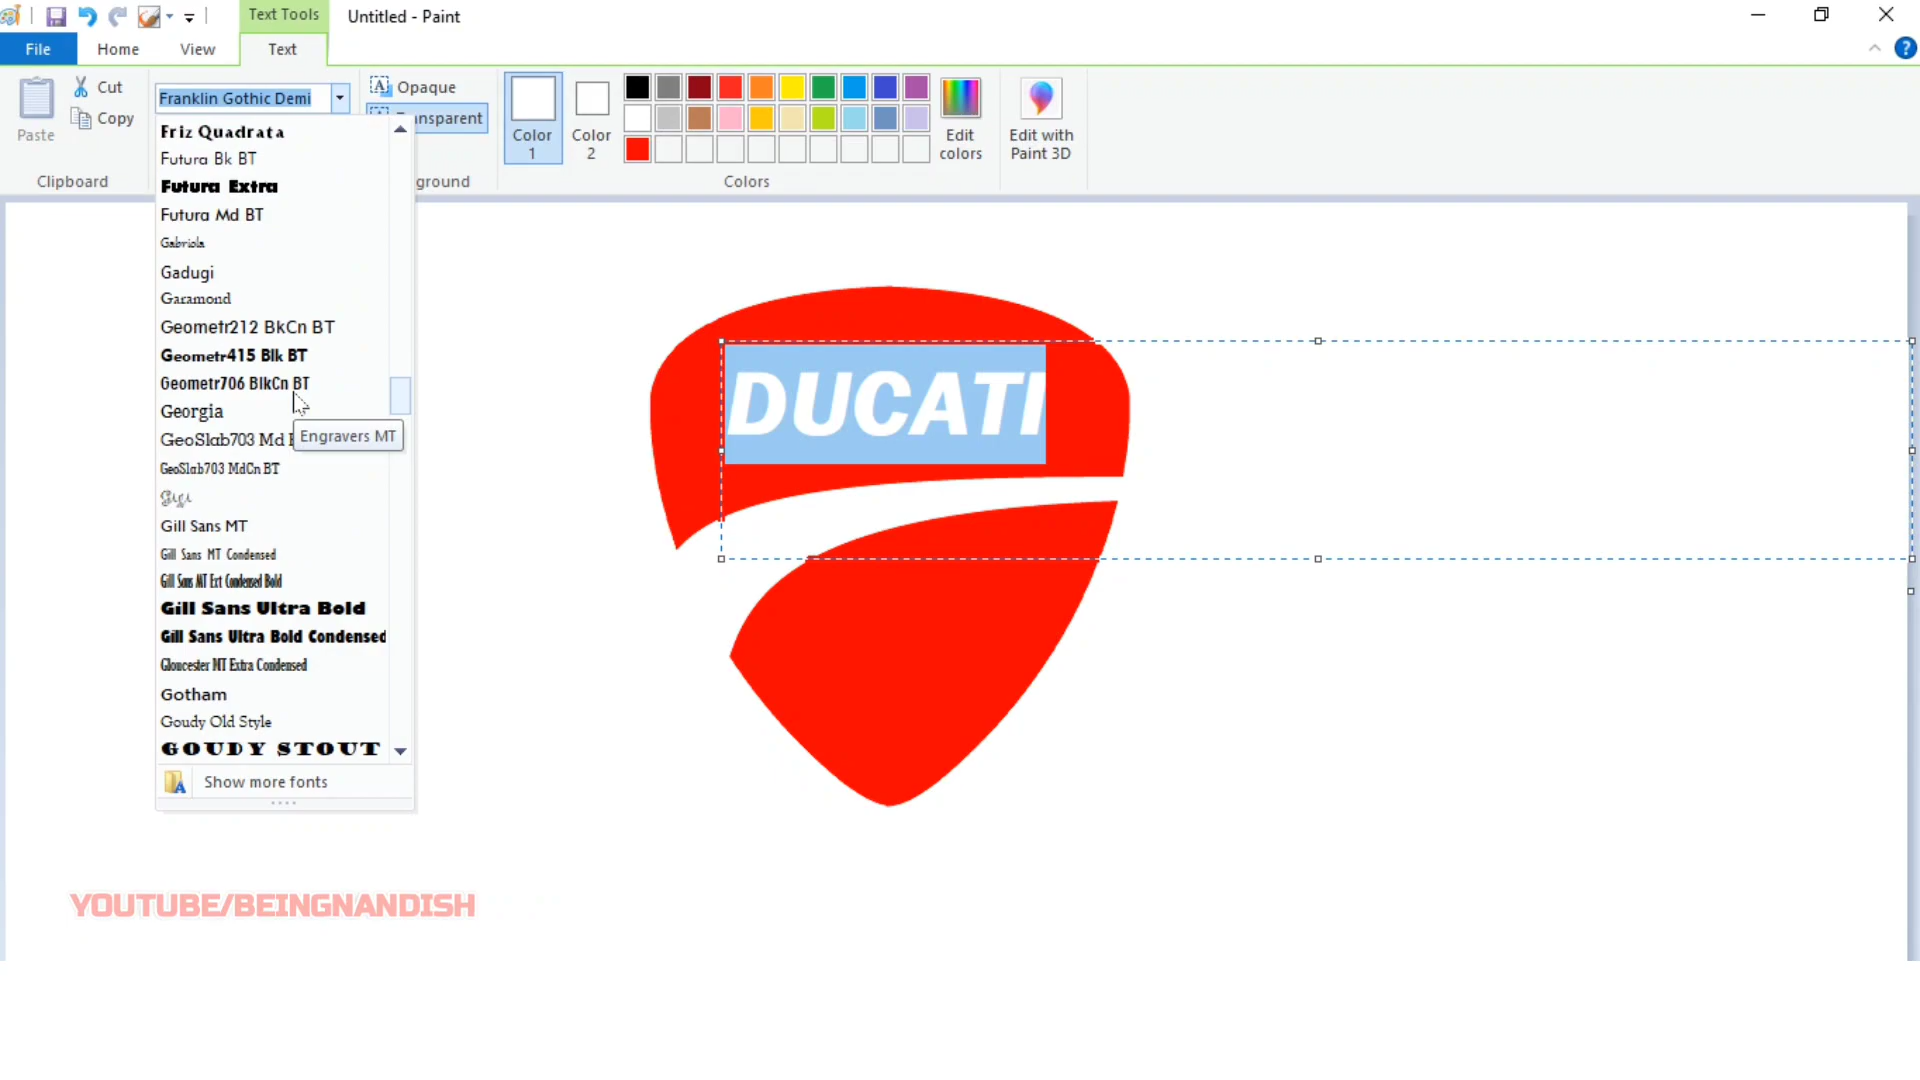 Text Tools
Untitled - Paint
File
Home
View
Text
Paste
Cut
Copy
Clipboard
Franklin Gothic Demi
Opaque
ansparent
ground
Color 1
Color 2
Edit colors
Edit with Paint 3D
Colors
Friz Quadrata
Futura Bk BT
Futura Extra
Futura Md BT
Gabriola
Gadugi
Garamond
Geometr212 BkCn BT
Geometr415 Blk BT
Geometr706 BlkCn BT
Georgia
GeoSlab703 Md
Engravers MT
GeoSlab703 MdCn BT
Gigi
Gill Sans MT
Gill Sans MT Condensed
Gill Sans MT Ext Condensed Bold
Gill Sans Ultra Bold
Gill Sans Ultra Bold Condensed
Gloucester MT Extra Condensed
Gotham
Goudy Old Style
GOUDY STOUT
Show more fonts
DUCATI
YOUTUBE/BEINGNANDISH